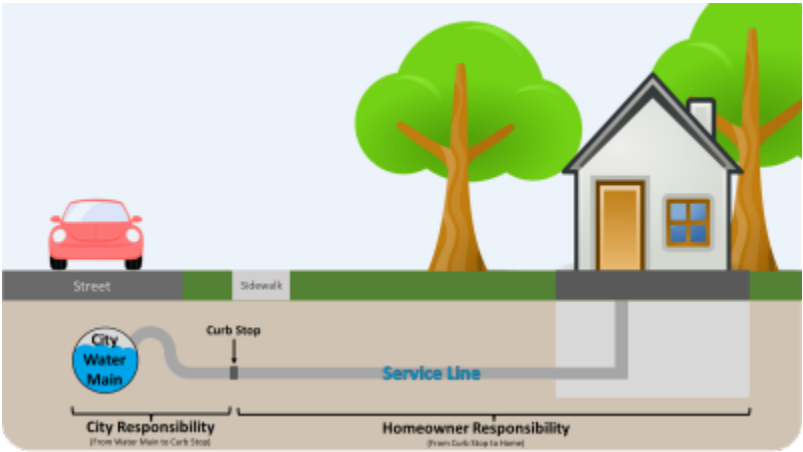 Street
Sidewalk
City
Water
Main
Curb Stop
Service Line
City Responsibility
(From Water Main to Curb Stop)
Homeowner Responsibility
(From Curb Stop to Home)